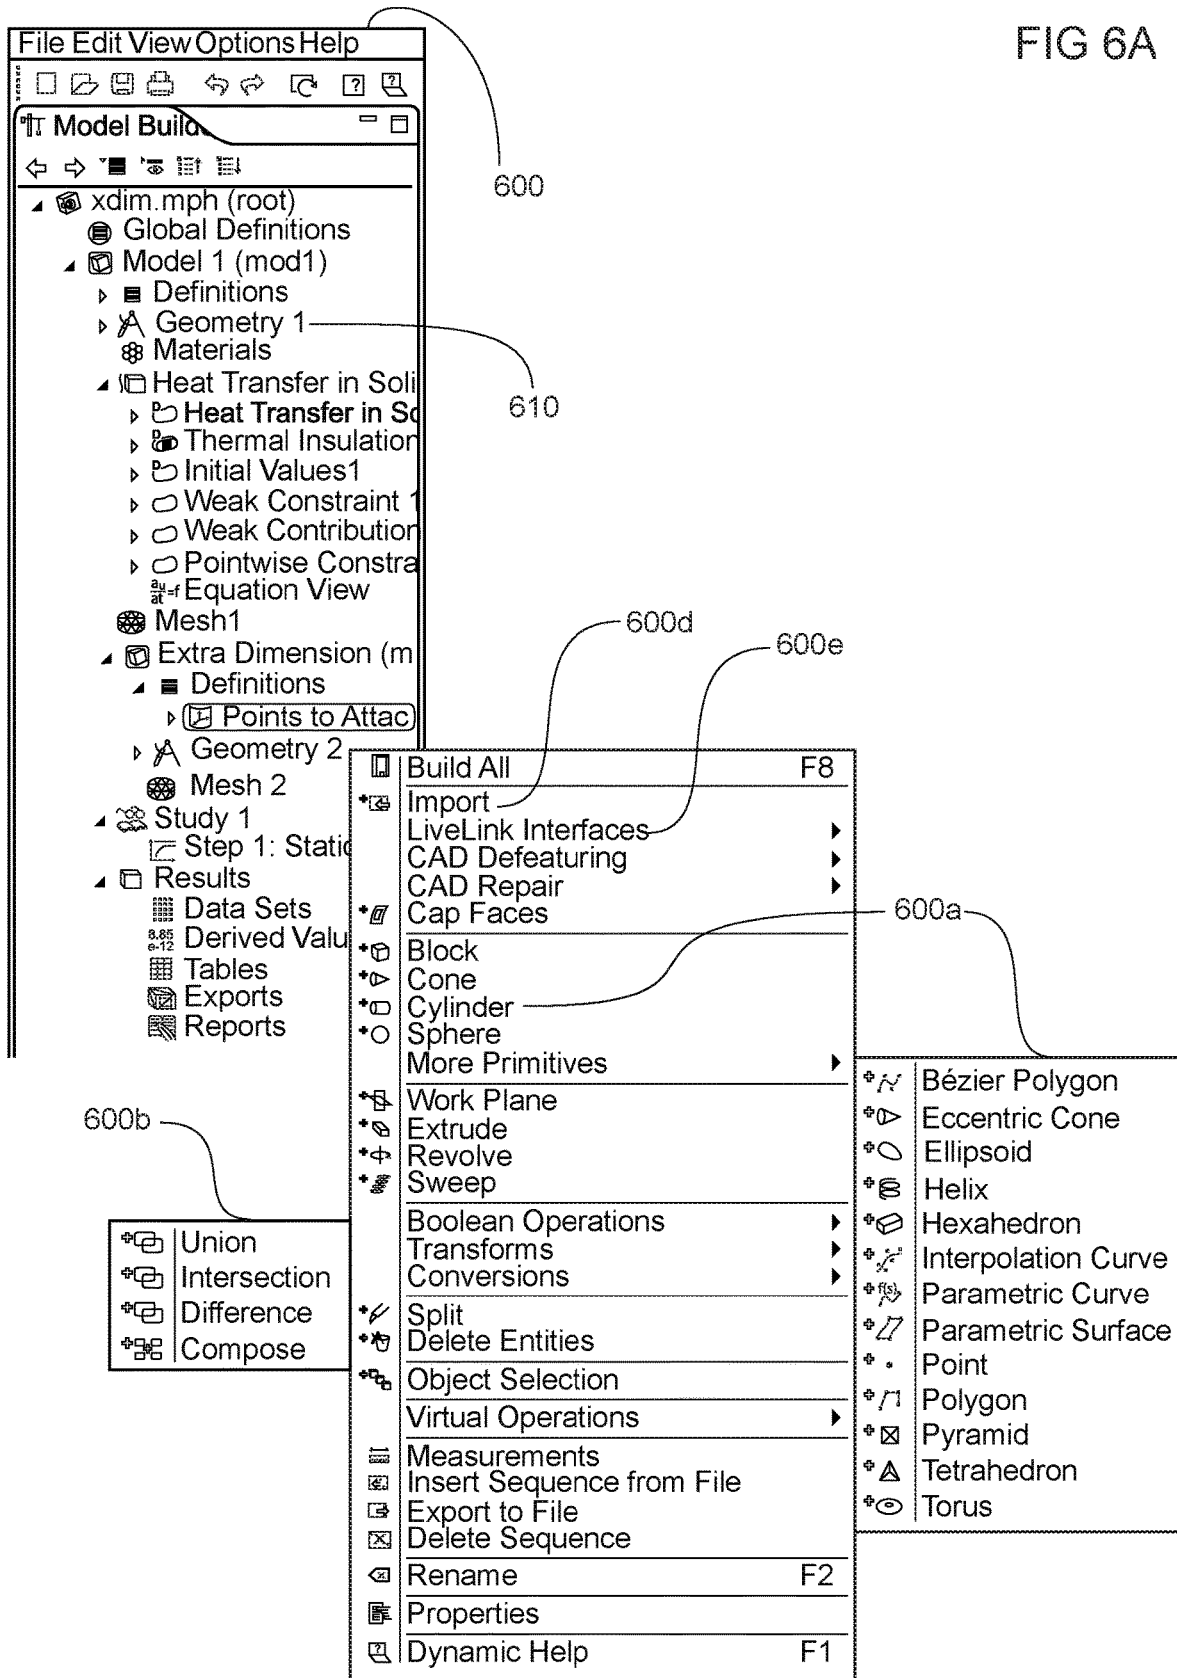 FIG 6A
File Edit View Options Help
Model Builde
600
xdim.mph (root)
Global Definitions
Model 1 (mod1)
Definitions
Geometry 1
610
Materials
Heat Transfer in Soli
Heat Transfer in So
Thermal Insulation
Initial Values1
Weak Constraint 1
Weak Contribution
Pointwise Constra
Equation View
Mesh1
Extra Dimension (m
Definitions
Points to Attac
Geometry 2
Mesh 2
Study 1
Step 1: Static
Results
Data Sets
8.85 e-12 Derived Valu
Tables
Exports
Reports
600d
600e
Build All F8
Import
LiveLink Interfaces
CAD Defeaturing
CAD Repair
Cap Faces
600a
Block
Cone
Cylinder
Sphere
More Primitives
Work Plane
Extrude
Revolve
Sweep
Boolean Operations
Transforms
Conversions
Split
Delete Entities
Object Selection
Virtual Operations
Measurements
Insert Sequence from File
Export to File
Delete Sequence
Rename F2
Properties
Dynamic Help F1
600b
Union
Intersection
Difference
Compose
Bézier Polygon
Eccentric Cone
Ellipsoid
Helix
Hexahedron
Interpolation Curve
f(s) Parametric Curve
Parametric Surface
Point
Polygon
Pyramid
Tetrahedron
Torus